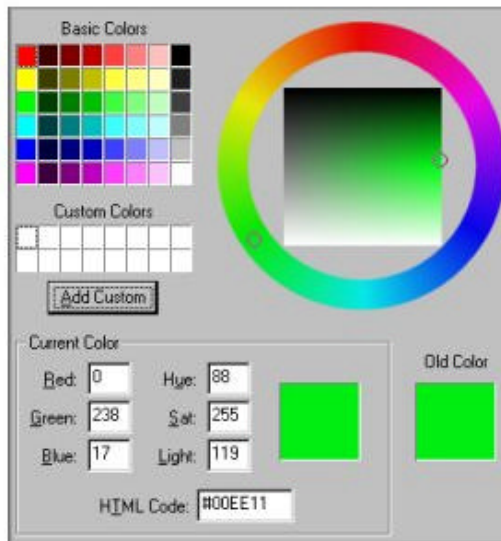 Basic Colors
Custom Colors
Add Custom
Current Color
Old Color
Red: 0 Hue: 88
Green: 238 Sat: 255
Blue: 17 Light: 119
HTML Code: #00EE11